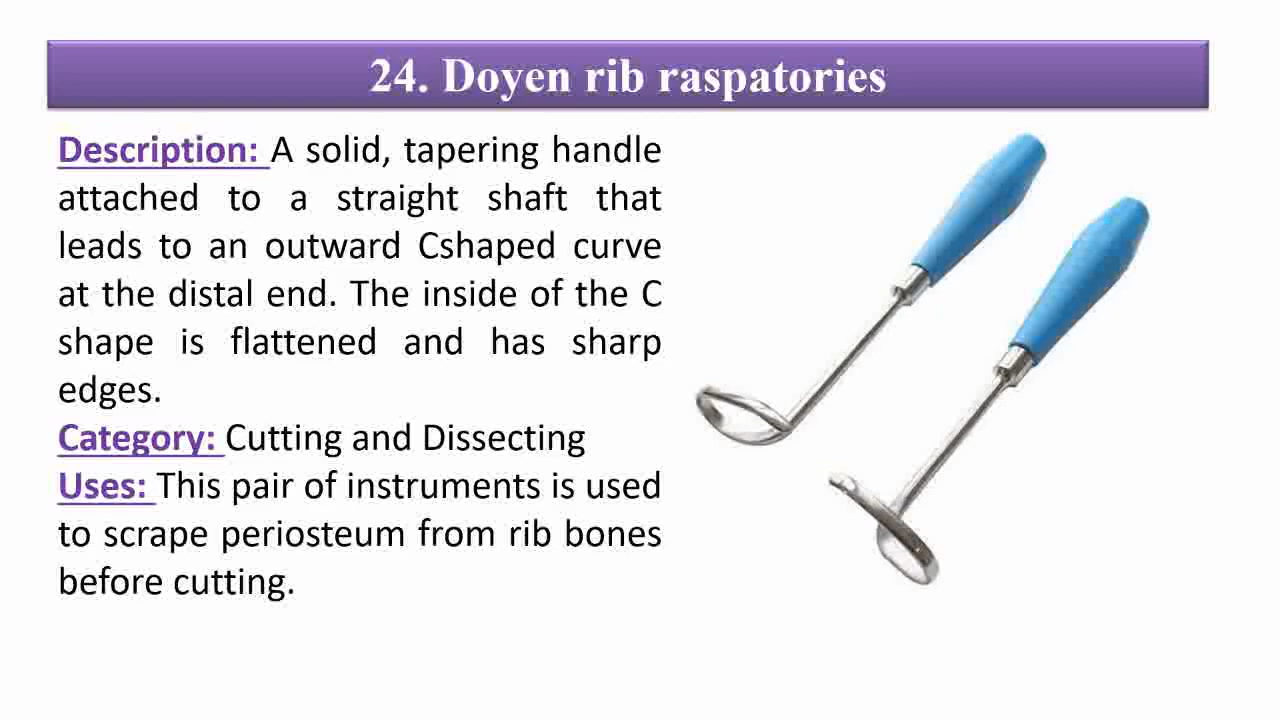 24. Doyen rib raspatories
Description: A solid, tapering handle
attached to a straight shaft that
leads to an outward Cshaped curve
at the distal end. The inside of the C
shape is flattened and has sharp
edges.
Category: Cutting and Dissecting
Uses: This pair of instruments is used
to scrape periosteum from rib bones
before cutting.